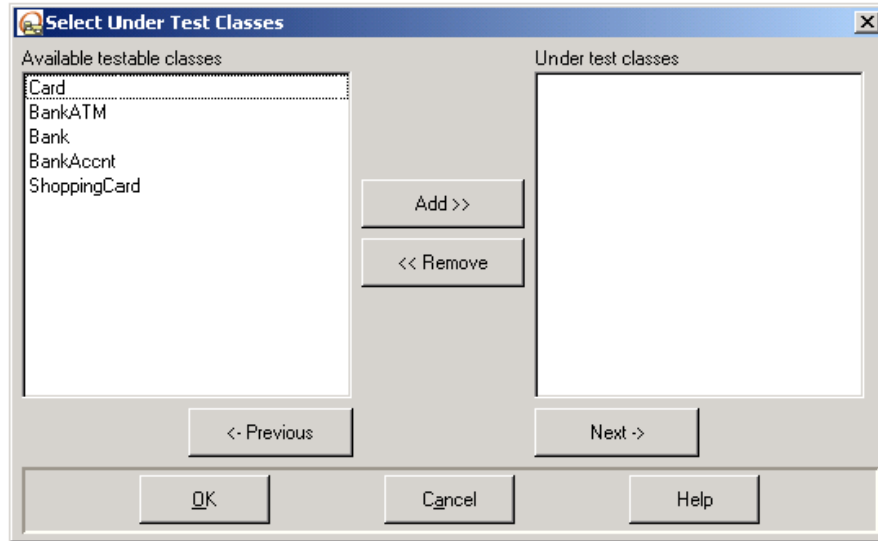 Select Under Test Classes
Available testable classes
Under test classes
Card
BankATM
Bank
BankAccnt
ShoppingCard
Add >>
<< Remove
<- Previous
Next ->
OK
Cancel
Help